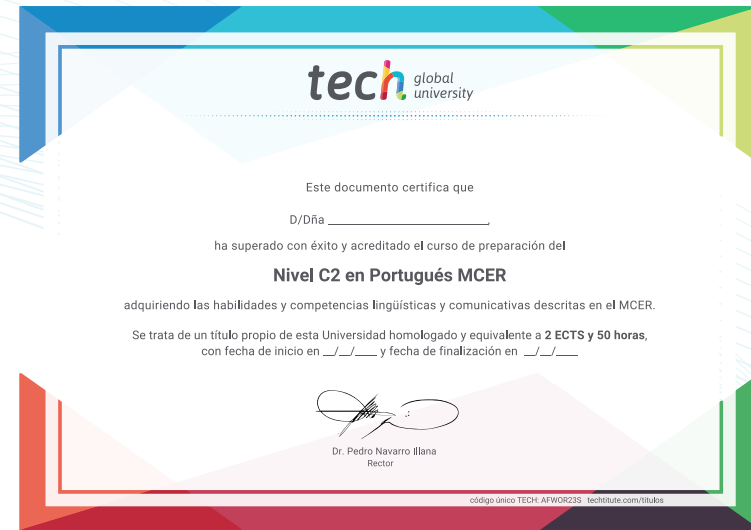 tech global university
Este documento certifica que
D/Dña ____________________,
ha superado con éxito y acreditado el curso de preparación del
Nivel C2 en Portugués MCER
adquiriendo las habilidades y competencias lingüísticas y comunicativas descritas en el MCER.
Se trata de un título propio de esta Universidad homologado y equivalente a 2 ECTS y 50 horas,
con fecha de inicio en __/__/___ y fecha de finalización en __/__/___
Dr. Pedro Navarro Illana
Rector
código único TECH: AFWOR23S techtitute.com/titulos